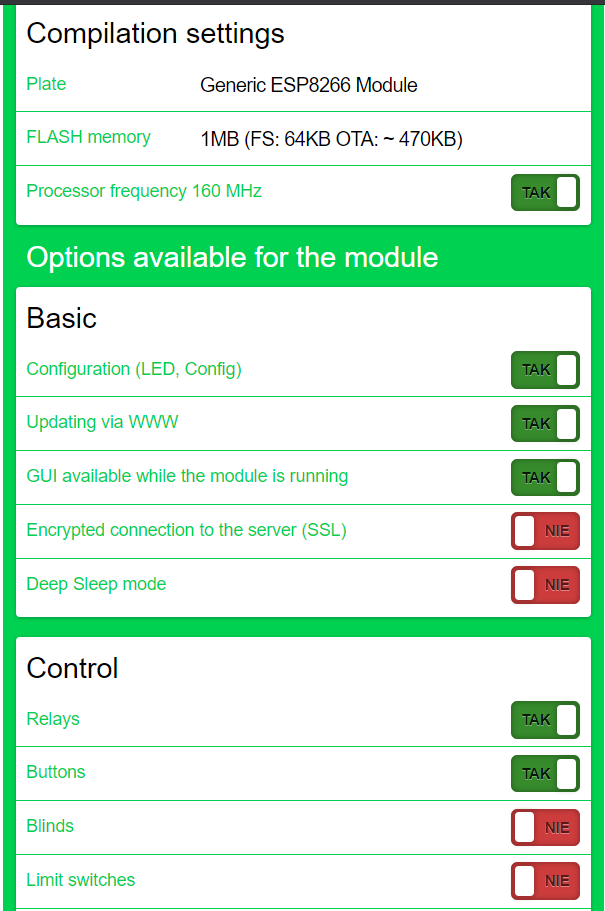 Compilation settings
Plate Generic ESP8266 Module
FLASH memory 1MB (FS: 64KB OTA: ~ 470KB)
Processor frequency 160 MHz TAK
Options available for the module
Basic
Configuration (LED, Config) TAK
Updating via WWW TAK
GUI available while the module is running TAK
Encrypted connection to the server (SSL) NIE
Deep Sleep mode NIE
Control
Relays TAK
Buttons TAK
Blinds NIE
Limit switches NIE